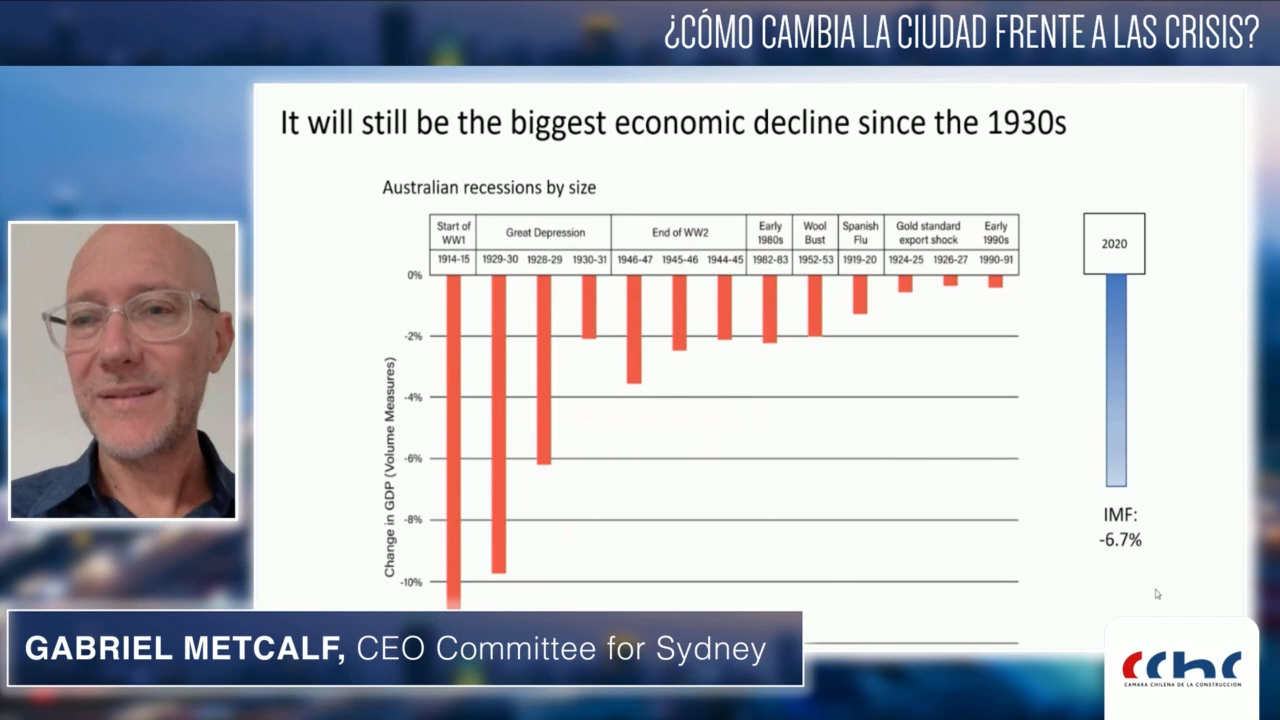 ¿CÓMO CAMBIA LA CIUDAD FRENTE A LAS CRISIS?
It will still be the biggest economic decline since the 1930s
Australian recessions by size
Start of WW1 Great Depression End of WW2 Early 1980s Wool Bust Spanish Flu Gold standard export shock Early 1990s
1914-15 1929-30 1928-29 1930-31 1946-47 1945-46 1944-45 1982-83 1952-53 1919-20 1924-25 1926-27 1990-91
2020
0%
-2%
-4%
-6%
-8%
-10%
Change in GDP (Volume Measures)
IMF:
-6.7%
GABRIEL METCALF, CEO Committee for Sydney
cchc
CAMARA CHILENA DE LA CONSTRUCCION